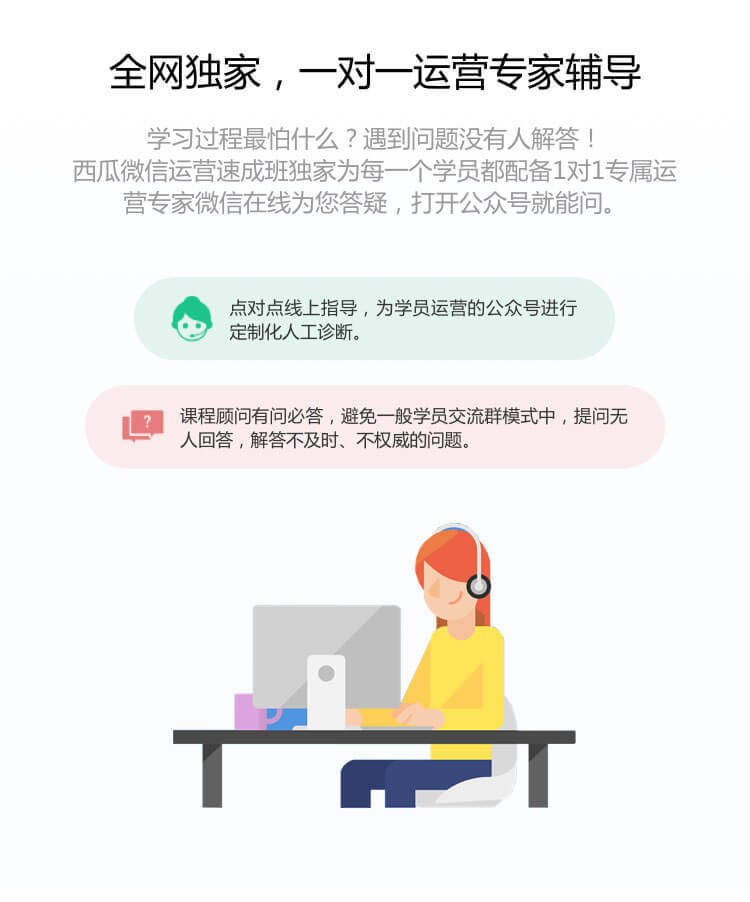 全网独家，一对一运营专家辅导
学习过程最怕什么？遇到问题没有人解答！
西瓜微信运营速成班独家为每一个学员都配备1对1专属运
营专家微信在线为您答疑，打开公众号就能问。
点对点线上指导，为学员运营的公众号进行
定制化人工诊断。
课程顾问有问必答，避免一般学员交流群模式中，提问无
人回答，解答不及时、不权威的问题。
?